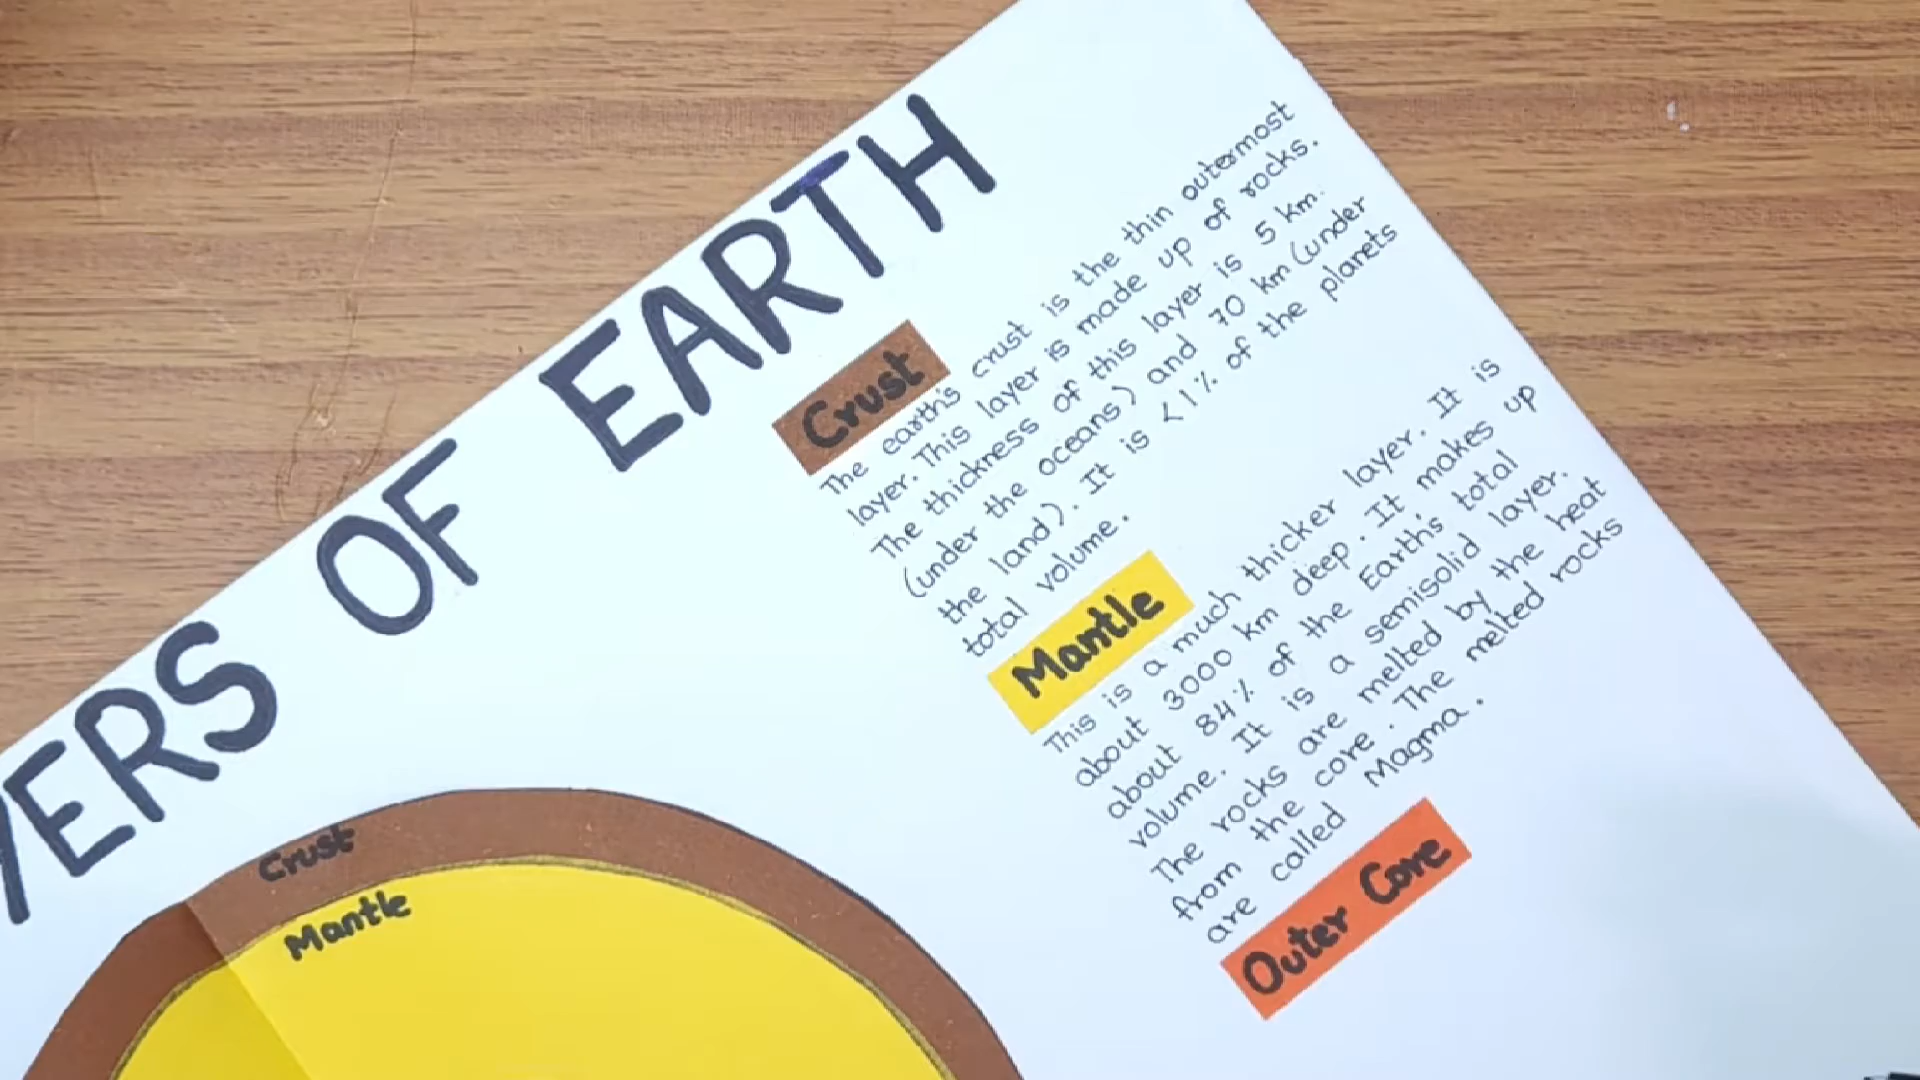 YERS OF EARTH
Crust
The earth's crust is the thin outermost
layer. This layer is made up of rocks.
The thickness of this layer is 5 km.
(under the oceans) and 70 km (under
the land). It is <1% of the planets
total volume.
Mantle
This is a much thicker layer. It is
about 3000 km deep. It makes up
about 84% of the Earth's total
volume. It is a semisolid layer.
The rocks are melted by the heat
from the core. The melted rocks
are called Magma.
Outer Core
Crust
Mantle